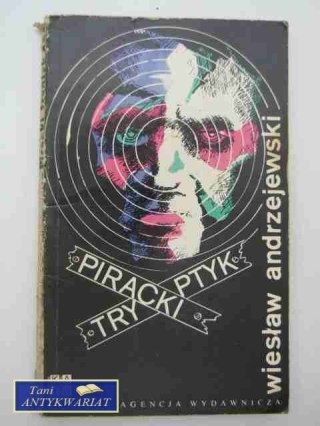 PIRACKI
TRYPTYK
wiesław andrzejewski
AGENCJA WYDAWNICZA
Tani
ANTYKWARIAT